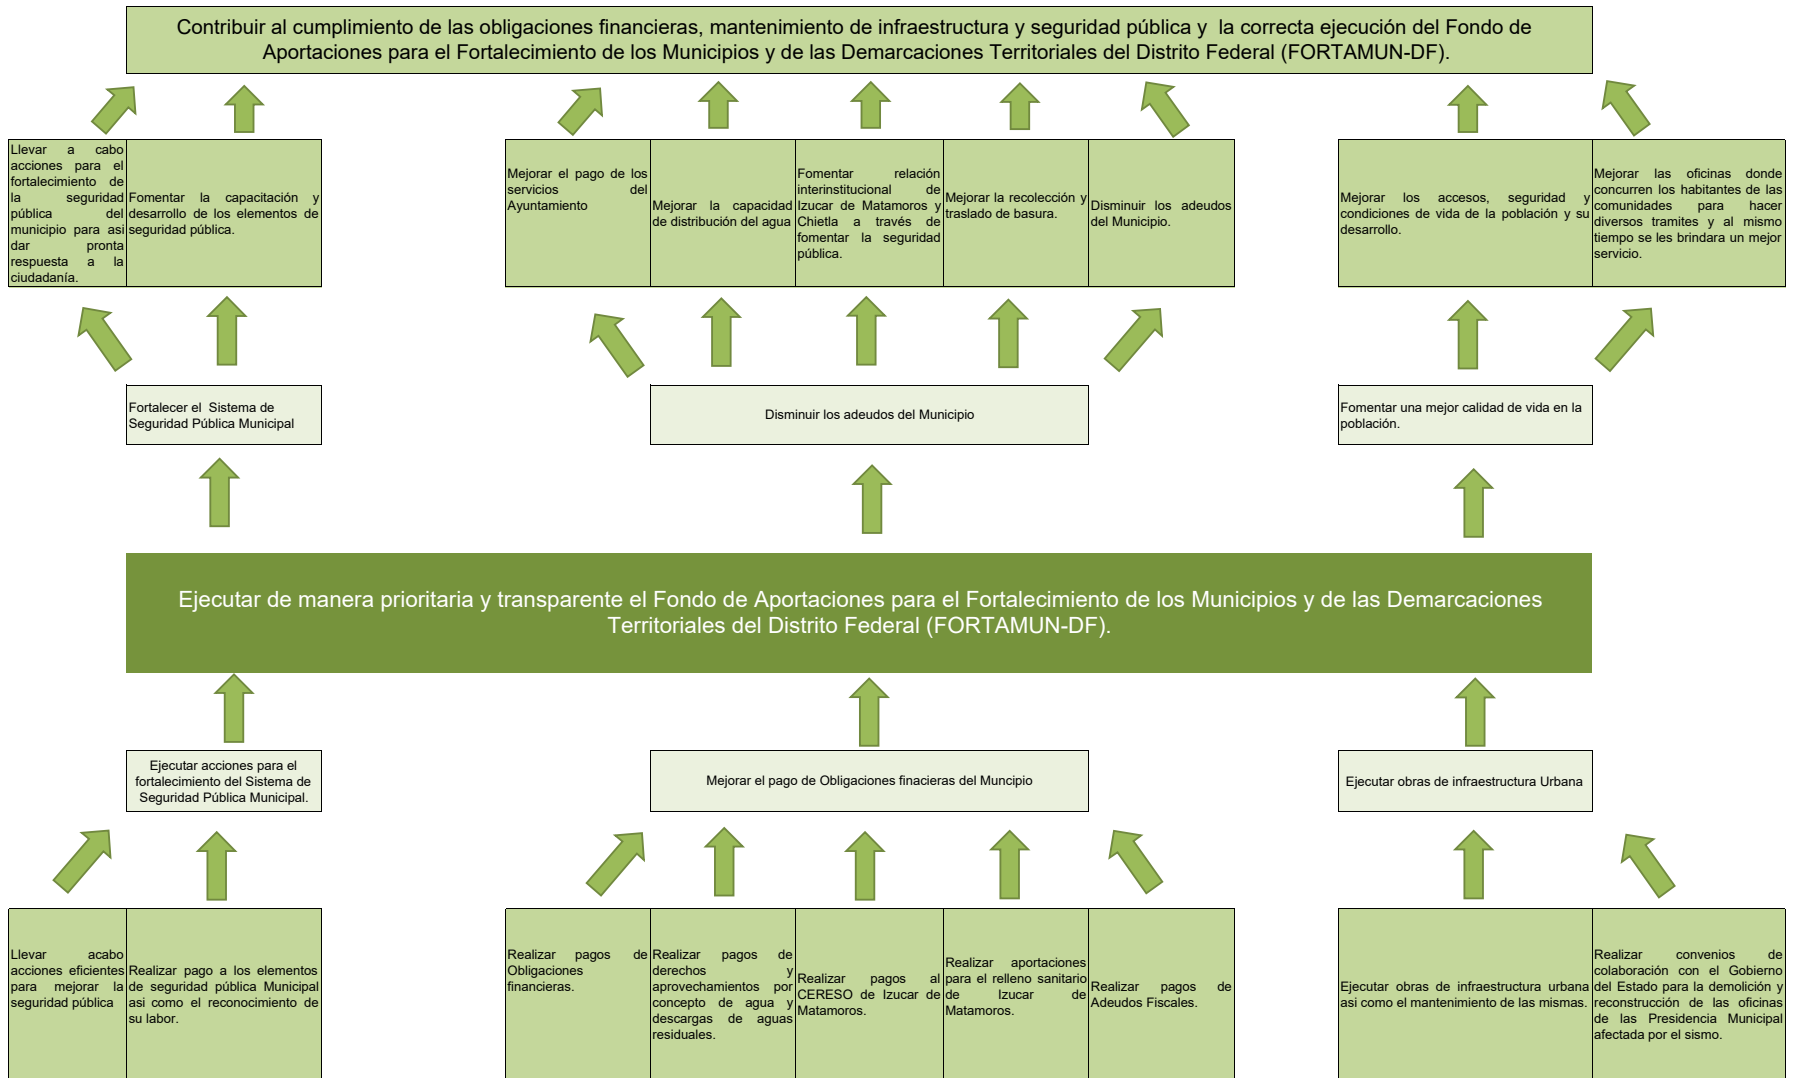 Contribuir al cumplimiento de las obligaciones financieras, mantenimiento de infraestructura y seguridad pública y  la correcta ejecución del Fondo de
Aportaciones para el Fortalecimiento de los Municipios y de las Demarcaciones Territoriales del Distrito Federal (FORTAMUN-DF).
Llevar a cabo
acciones para el
fortalecimiento de
la seguridad
pública del
municipio para asi
dar pronta
respuesta a la
ciudadanía.
Fomentar la capacitación y
desarrollo de los elementos de
seguridad pública.
Mejorar el pago de los
servicios del
Ayuntamiento
Mejorar la capacidad
de distribución del agua
Fomentar relación
interinstitucional de
Izucar de Matamoros y
Chietla a través de
fomentar la seguridad
pública.
Mejorar la recolección y
traslado de basura.
Disminuir los adeudos
del Municipio.
Mejorar los accesos, seguridad y
condiciones de vida de la población y su
desarrollo.
Mejorar las oficinas donde
concurren los habitantes de las
comunidades para hacer
diversos tramites y al mismo
tiempo se les brindara un mejor
servicio.
Fortalecer el  Sistema de
Seguridad Pública Municipal
Disminuir los adeudos del Municipio
Fomentar una mejor calidad de vida en la
población.
Ejecutar de manera prioritaria y transparente el Fondo de Aportaciones para el Fortalecimiento de los Municipios y de las Demarcaciones
Territoriales del Distrito Federal (FORTAMUN-DF).
Ejecutar acciones para el
fortalecimiento del Sistema de
Seguridad Pública Municipal.
Mejorar el pago de Obligaciones finacieras del Muncipio
Ejecutar obras de infraestructura Urbana
Llevar acabo
acciones eficientes
para mejorar la
seguridad pública
Realizar pago a los elementos
de seguridad pública Municipal
asi como el reconocimiento de
su labor.
Realizar pagos de
Obligaciones
financieras.
Realizar pagos de
derechos y
aprovechamientos por
concepto de agua y
descargas de aguas
residuales.
Realizar pagos al
CERESO de Izucar de
Matamoros.
Realizar aportaciones
para el relleno sanitario
de Izucar de
Matamoros.
Realizar pagos de
Adeudos Fiscales.
Ejecutar obras de infraestructura urbana
asi como el mantenimiento de las mismas.
Realizar convenios de
colaboración con el Gobierno
del Estado para la demolición y
reconstrucción de las oficinas
de las Presidencia Municipal
afectada por el sismo.